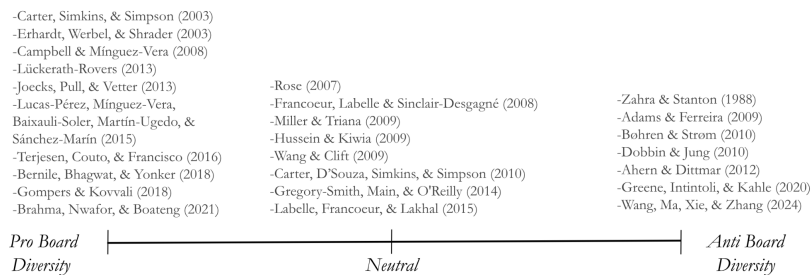 -Carter, Simkins, & Simpson (2003)
-Erhardt, Werbel, & Shrader (2003)
-Campbell & Mínguez-Vera (2008)
-Lückerath-Rovers (2013)
-Joecks, Pull, & Vetter (2013)
-Lucas-Pérez, Mínguez-Vera,
Baixauli-Soler, Martín-Ugedo, &
Sánchez-Marín (2015)
-Terjesen, Couto, & Francisco (2016)
-Bernile, Bhagwat, & Yonker (2018)
-Gompers & Kovvali (2018)
-Brahma, Nwafor, & Boateng (2021)
-Rose (2007)
-Francoeur, Labelle & Sinclair-Desgagné (2008)
-Miller & Triana (2009)
-Hussein & Kiwia (2009)
-Wang & Clift (2009)
-Carter, D'Souza, Simkins, & Simpson (2010)
-Gregory-Smith, Main, & O'Reilly (2014)
-Labelle, Francoeur, & Lakhal (2015)
-Zahra & Stanton (1988)
-Adams & Ferreira (2009)
-Bøhren & Strøm (2010)
-Dobbin & Jung (2010)
-Ahern & Dittmar (2012)
-Greene, Intintoli, & Kahle (2020)
-Wang, Ma, Xie, & Zhang (2024)
Pro Board
Diversity
Neutral
Anti Board
Diversity